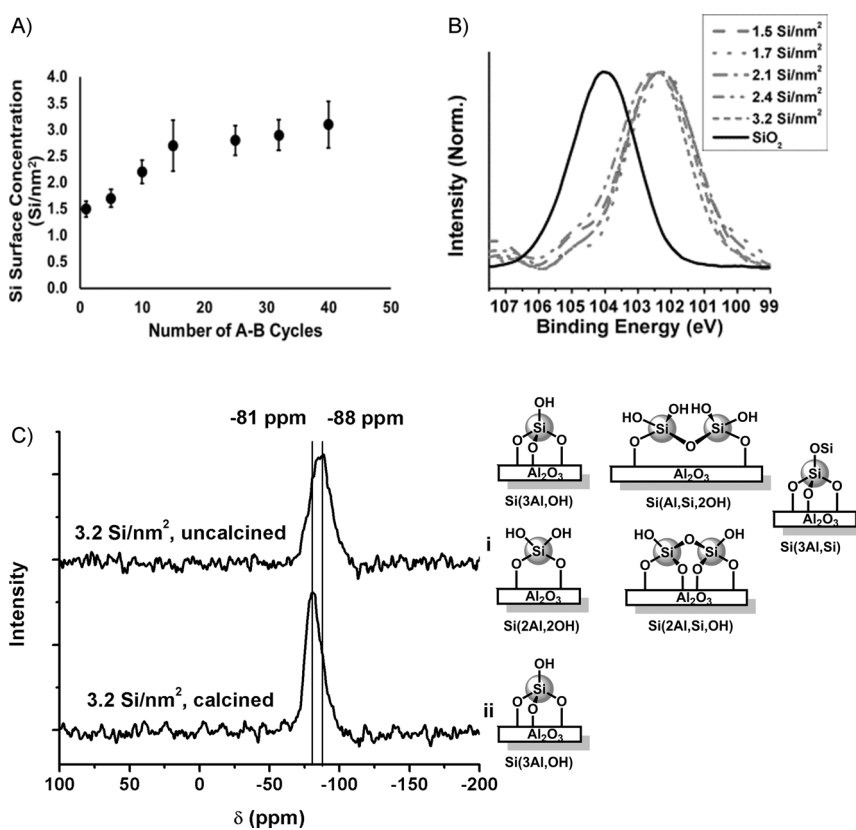 A)
Si Surface Concentration
(Si/nm²)
4.0
3.5
3.0
2.5
2.0
1.5
1.0
0.5
0.0
0 10 20 30 40 50
Number of A-B Cycles
B)
Intensity (Norm.)
1.5 Si/nm²
1.7 Si/nm²
2.1 Si/nm²
2.4 Si/nm²
3.2 Si/nm²
SiO₂
107 106 105 104 103 102 101 100 99
Binding Energy (eV)
C)
-81 ppm -88 ppm
3.2 Si/nm², uncalcined
i
3.2 Si/nm², calcined
ii
Intensity
100 50 0 -50 -100 -150 -200
δ (ppm)
OH
Si
O O O
Al₂O₃
Si(3Al,OH)
HO OH HO OH
Si Si
O O O
Al₂O₃
Si(Al,Si,2OH)
OSi
Si
O O O
Al₂O₃
Si(3Al,Si)
HO OH
Si
O O
Al₂O₃
Si(2Al,2OH)
HO O OH
Si Si
O O O O
Al₂O₃
Si(2Al,Si,OH)
OH
Si
O O O
Al₂O₃
Si(3Al,OH)